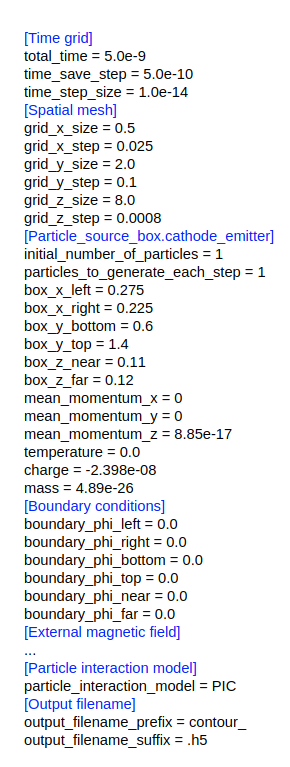 [Time grid]
total_time = 5.0e-9
time_save_step = 5.0e-10
time_step_size = 1.0e-14
[Spatial mesh]
grid_x_size = 0.5
grid_x_step = 0.025
grid_y_size = 2.0
grid_y_step = 0.1
grid_z_size = 8.0
grid_z_step = 0.0008
[Particle_source_box.cathode_emitter]
initial_number_of_particles = 1
particles_to_generate_each_step = 1
box_x_left = 0.275
box_x_right = 0.225
box_y_bottom = 0.6
box_y_top = 1.4
box_z_near = 0.11
box_z_far = 0.12
mean_momentum_x = 0
mean_momentum_y = 0
mean_momentum_z = 8.85e-17
temperature = 0.0
charge = -2.398e-08
mass = 4.89e-26
[Boundary conditions]
boundary_phi_left = 0.0
boundary_phi_right = 0.0
boundary_phi_bottom = 0.0
boundary_phi_top = 0.0
boundary_phi_near = 0.0
boundary_phi_far = 0.0
[External magnetic field]
...
[Particle interaction model]
particle_interaction_model = PIC
[Output filename]
output_filename_prefix = contour_
output_filename_suffix = .h5